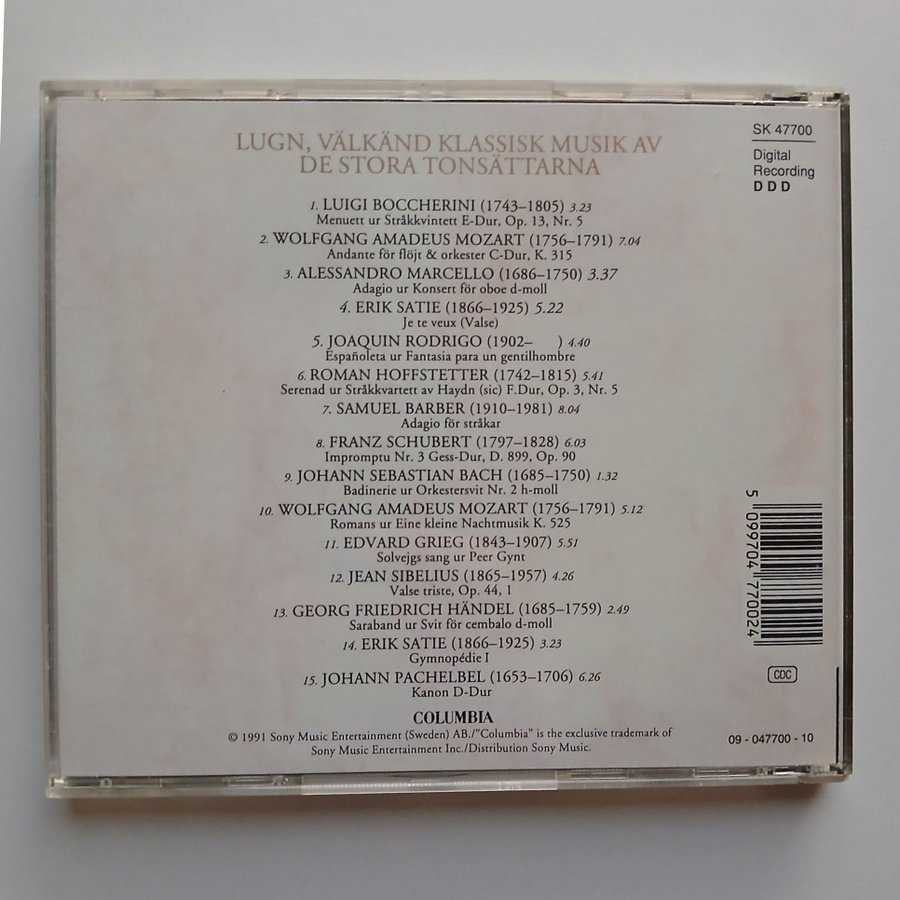 LUGN, VÄLKÄND KLASSISK MUSIK AV
DE STORA TONSÄTTARNA
1. LUIGI BOCCHERINI (1743–1805) 3.23
Menuett ur Stråkkvintett E-Dur, Op. 13, Nr. 5
2. WOLFGANG AMADEUS MOZART (1756–1791) 7.04
Andante för flöjt & orkester C-Dur, K. 315
3. ALESSANDRO MARCELLO (1686–1750) 3.37
Adagio ur Konsert för oboe d-moll
4. ERIK SATIE (1866–1925) 5.22
Je te veux (Valse)
5. JOAQUIN RODRIGO (1902– ) 4.40
Españoleta ur Fantasia para un gentilhombre
6. ROMAN HOFFSTETTER (1742–1815) 5.41
Serenad ur Stråkkvartett av Haydn (sic) F.Dur, Op. 3, Nr. 5
7. SAMUEL BARBER (1910–1981) 8.04
Adagio för stråkar
8. FRANZ SCHUBERT (1797–1828) 6.03
Impromptu Nr. 3 Gess-Dur, D. 899, Op. 90
9. JOHANN SEBASTIAN BACH (1685–1750) 1.32
Badinerie ur Orkestersvit Nr. 2 h-moll
10. WOLFGANG AMADEUS MOZART (1756–1791) 5.12
Romans ur Eine kleine Nachtmusik K. 525
11. EDVARD GRIEG (1843–1907) 5.51
Solvejgs sang ur Peer Gynt
12. JEAN SIBELIUS (1865–1957) 4.26
Valse triste, Op. 44, 1
13. GEORG FRIEDRICH HÄNDEL (1685–1759) 2.49
Saraband ur Svit för cembalo d-moll
14. ERIK SATIE (1866–1925) 3.23
Gymnopédie I
15. JOHANN PACHELBEL (1653–1706) 6.26
Kanon D-Dur
COLUMBIA
© 1991 Sony Music Entertainment (Sweden) AB./"Columbia" is the exclusive trademark of
Sony Music Entertainment Inc./Distribution Sony Music.
SK 47700
Digital
Recording
D D D
5 099704 770024
CDC
09 - 047700 - 10